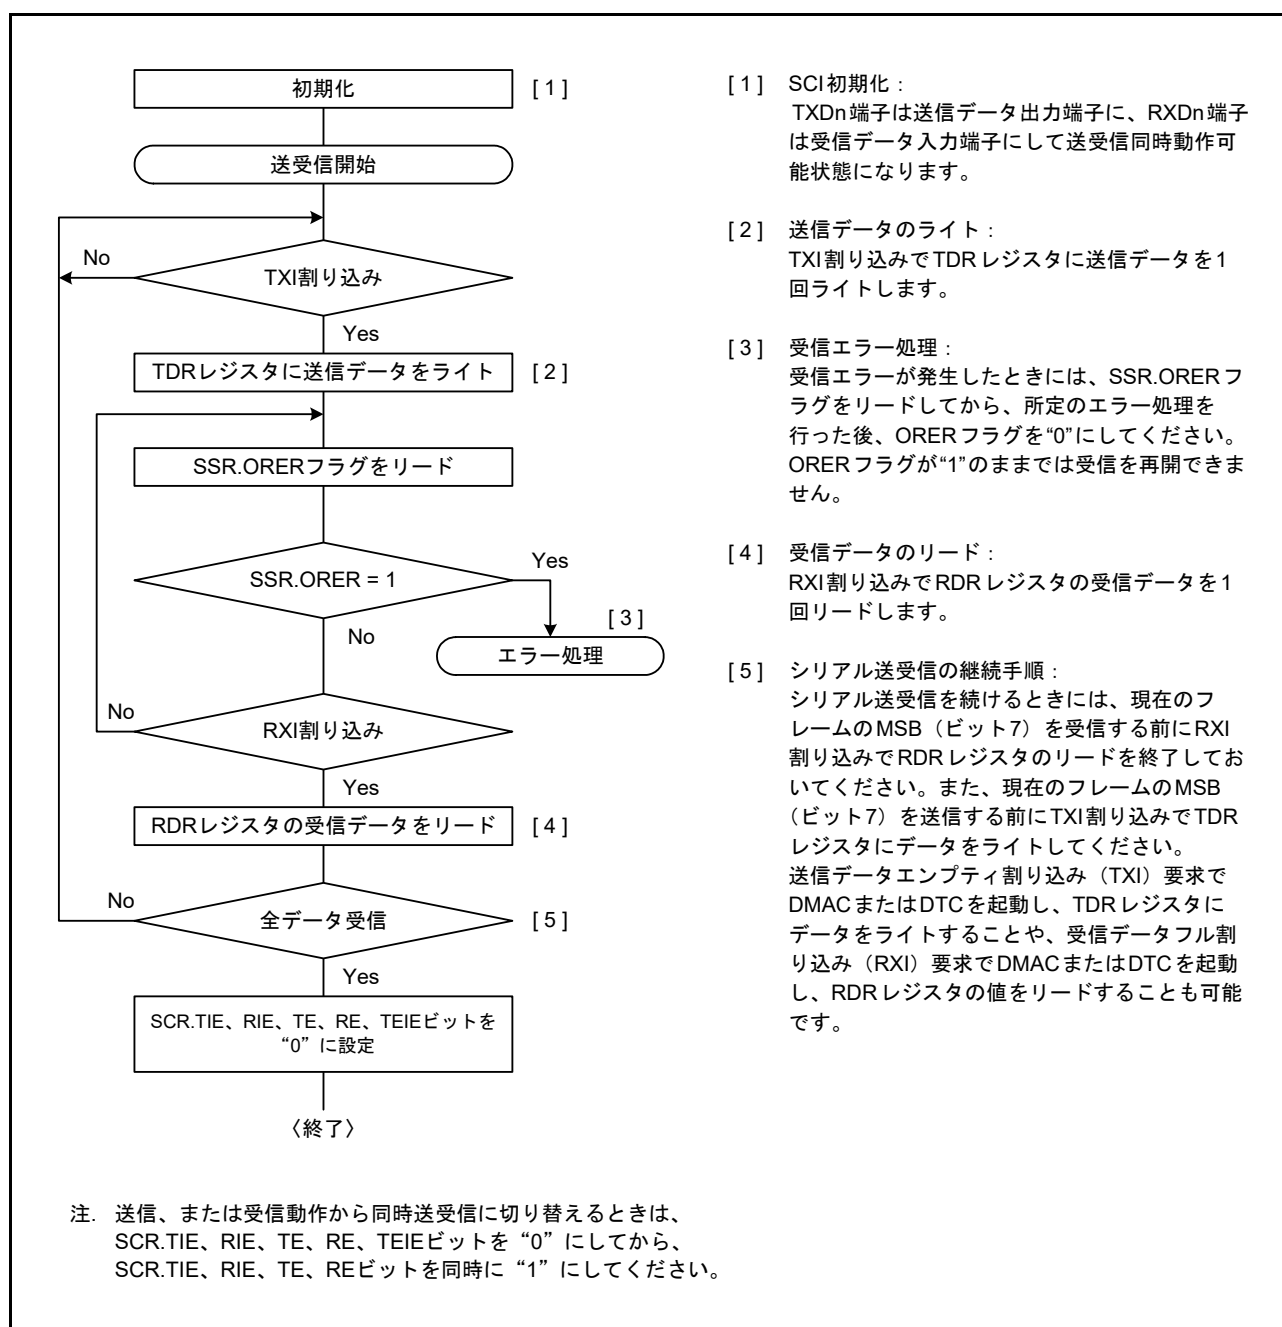 初期化
[ 1 ]
送受信開始
No
TXI割り込み
Yes
TDRレジスタに送信データをライト
[ 2 ]
SSR.ORERフラグをリード
SSR.ORER = 1
Yes
[ 3 ]
No
エラー処理
No
RXI割り込み
Yes
RDRレジスタの受信データをリード
[ 4 ]
No
全データ受信
[ 5 ]
Yes
SCR.TIE、RIE、TE、RE、TEIEビットを
“0”に設定
〈終了〉
[ 1 ] SCI初期化：
TXDn端子は送信データ出力端子に、RXDn端子
は受信データ入力端子にして送受信同時動作可
能状態になります。
[ 2 ] 送信データのライト：
TXI割り込みでTDRレジスタに送信データを1
回ライトします。
[ 3 ] 受信エラー処理：
受信エラーが発生したときには、SSR.ORERフ
ラグをリードしてから、所定のエラー処理を
行った後、ORERフラグを“0”にしてください。
ORERフラグが“1”のままでは受信を再開できま
せん。
[ 4 ] 受信データのリード：
RXI割り込みでRDRレジスタの受信データを1
回リードします。
[ 5 ] シリアル送受信の継続手順：
シリアル送受信を続けるときには、現在のフ
レームのMSB（ビット7）を受信する前にRXI
割り込みでRDRレジスタのリードを終了してお
いてください。また、現在のフレームのMSB
（ビット7）を送信する前にTXI割り込みでTDR
レジスタにデータをライトしてください。
送信データエンプティ割り込み（TXI）要求で
DMACまたはDTCを起動し、TDRレジスタに
データをライトすることや、受信データフル割
り込み（RXI）要求でDMACまたはDTCを起動
し、RDRレジスタの値をリードすることも可能
です。
注. 送信、または受信動作から同時送受信に切り替えるときは、
SCR.TIE、RIE、TE、RE、TEIEビットを“0”にしてから、
SCR.TIE、RIE、TE、REビットを同時に“1”にしてください。